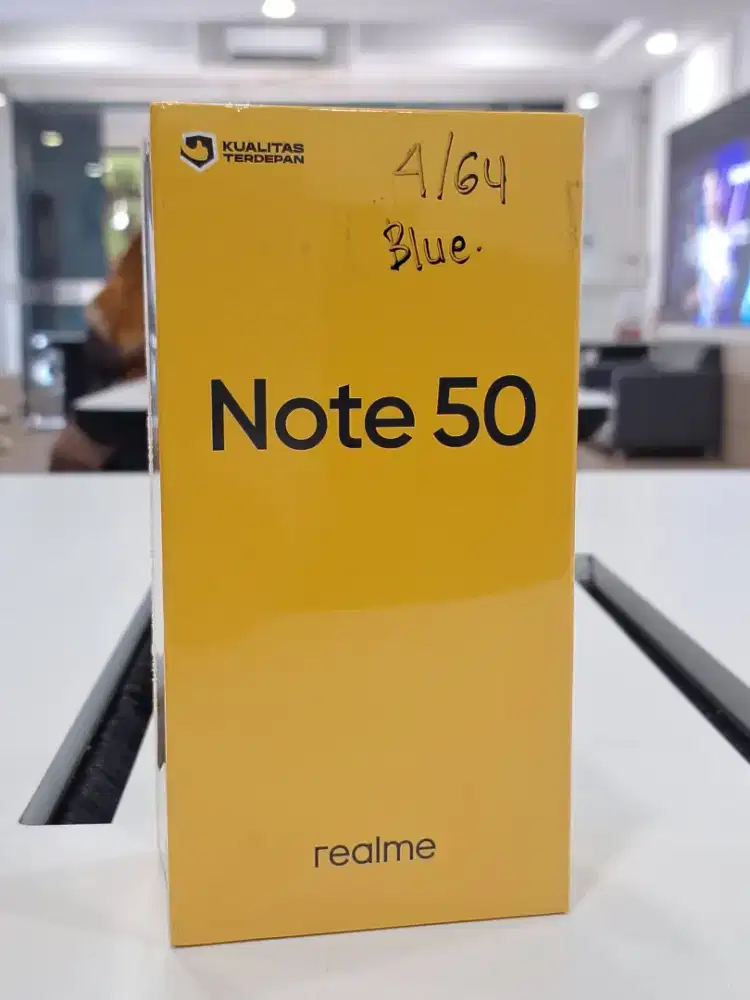 KUALITAS
TERDEPAN
4/64
Blue.
Note 50
realme